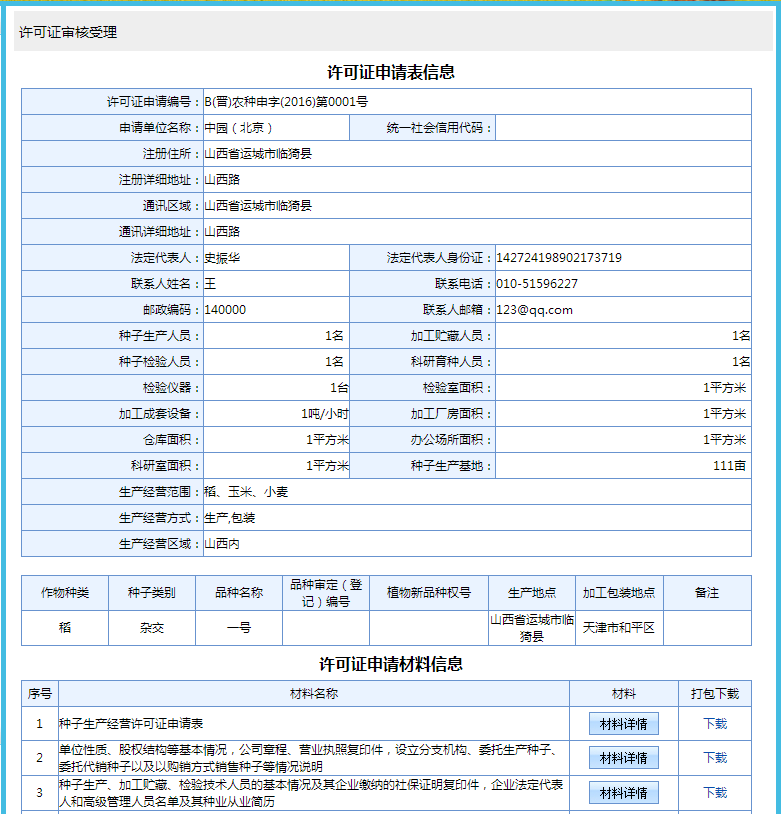 许可证审核受理
许可证申请表信息
许可证申请编号： B(晋)农种申字(2016)第0001号
申请单位名称： 中园（北京） 统一社会信用代码：
注册住所： 山西省运城市临猗县
注册详细地址： 山西路
通讯区域： 山西省运城市临猗县
通讯详细地址： 山西路
法定代表人： 史振华 法定代表人身份证： 142724198902173719
联系人姓名： 王 联系电话： 010-51596227
邮政编码： 140000 联系人邮箱： 123@qq.com
种子生产人员： 1名 加工贮藏人员： 1名
种子检验人员： 1名 科研育种人员： 1名
检验仪器： 1台 检验室面积： 1平方米
加工成套设备： 1吨/小时 加工厂房面积： 1平方米
仓库面积： 1平方米 办公场所面积： 1平方米
科研室面积： 1平方米 种子生产基地： 111亩
生产经营范围： 稻、玉米、小麦
生产经营方式： 生产,包装
生产经营区域： 山西内
作物种类 种子类别 品种名称 品种审定（登记）编号 植物新品种权号 生产地点 加工包装地点 备注
稻 杂交 一号 山西省运城市临猗县 天津市和平区
许可证申请材料信息
序号 材料名称 材料 打包下载
1 种子生产经营许可证申请表 材料详情 下载
2 单位性质、股权结构等基本情况，公司章程、营业执照复印件，设立分支机构、委托生产种子、
委托代销种子以及以购销方式销售种子等情况说明 材料详情 下载
3 种子生产、加工贮藏、检验技术人员的基本情况及其企业缴纳的社保证明复印件，企业法定代表
人和高级管理人员名单及其种业从业简历 材料详情 下载